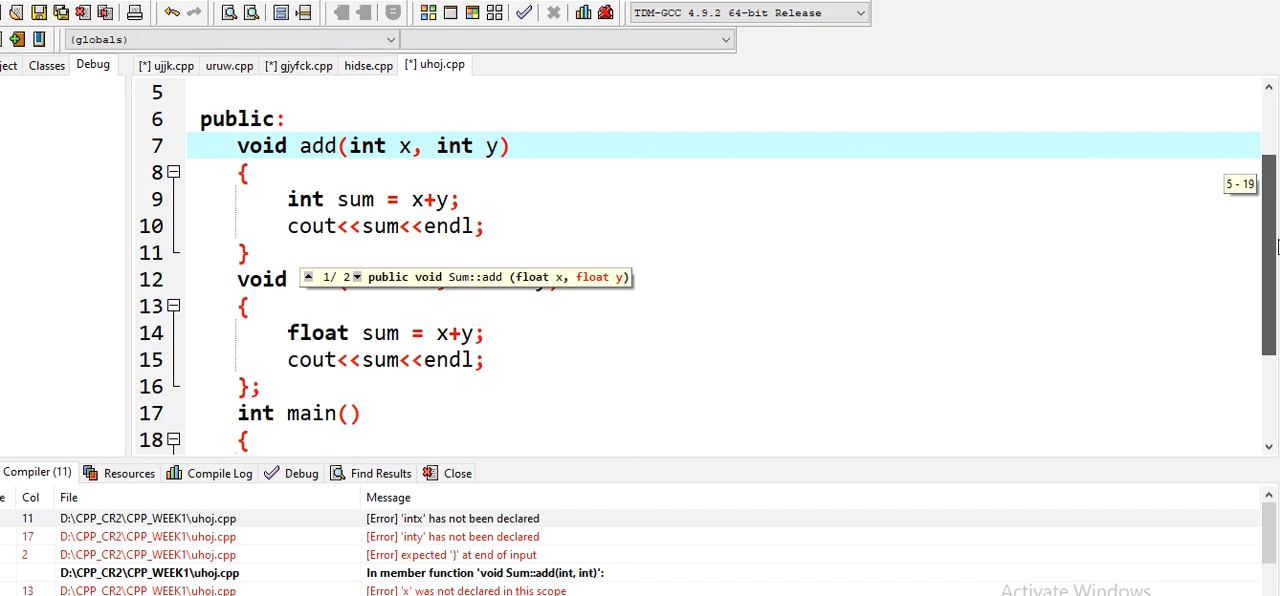 TDM-GCC 4.9.2 64-bit Release
(globals)
ject Classes Debug [*] ujjk.cpp uruw.cpp [*] gjyfck.cpp hidse.cpp [*] uhoj.cpp
5
6 public:
7 void add(int x, int y)
8 {
9 int sum = x+y;
10 cout<<sum<<endl;
11 }
12 void
1/ 2 public void Sum::add (float x, float y)
13 {
14 float sum = x+y;
15 cout<<sum<<endl;
16 };
17 int main()
18 {
5 - 19
Compiler (11) Resources Compile Log Debug Find Results Close
e Col File Message
11 D:\CPP_CR2\CPP_WEEK1\uhoj.cpp [Error] 'intx' has not been declared
17 D:\CPP_CR2\CPP_WEEK1\uhoj.cpp [Error] 'inty' has not been declared
2 D:\CPP_CR2\CPP_WEEK1\uhoj.cpp [Error] expected '}' at end of input
D:\CPP_CR2\CPP_WEEK1\uhoj.cpp In member function 'void Sum::add(int, int)':
13 D:\CPP_CR2\CPP_WEEK1\uhoj.cpp [Error] 'x' was not declared in this scope
Activate Windows